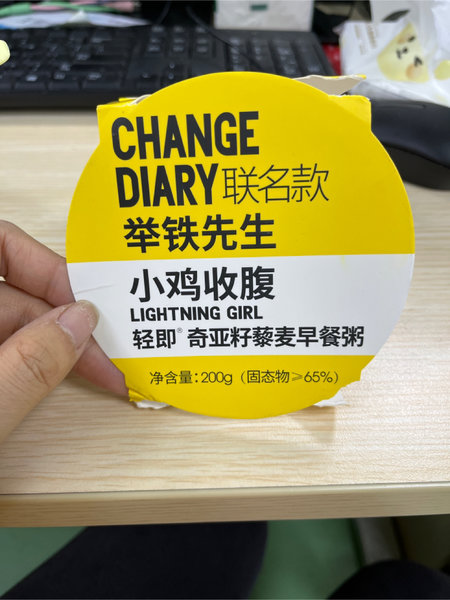 CHANGE
DIARY联名款
举铁先生
小鸡收腹
LIGHTNING GIRL
轻即® 奇亚籽藜麦早餐粥
净含量:200g(固态物≥65%)